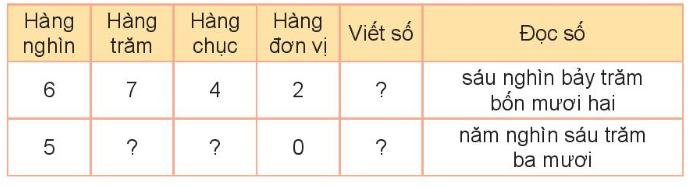 Hàng nghìn | Hàng trăm | Hàng chục | Hàng đơn vị | Viết số | Đọc số
6 | 7 | 4 | 2 | ? | sáu nghìn bảy trăm bốn mươi hai
5 | ? | ? | 0 | ? | năm nghìn sáu trăm ba mươi